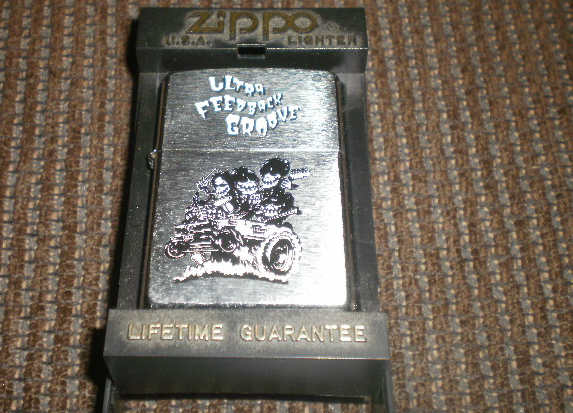 Zippo
U.S.A. LIGHTER
ULTRA
FEEDBACK
GROOVE
LIFETIME GUARANTEE